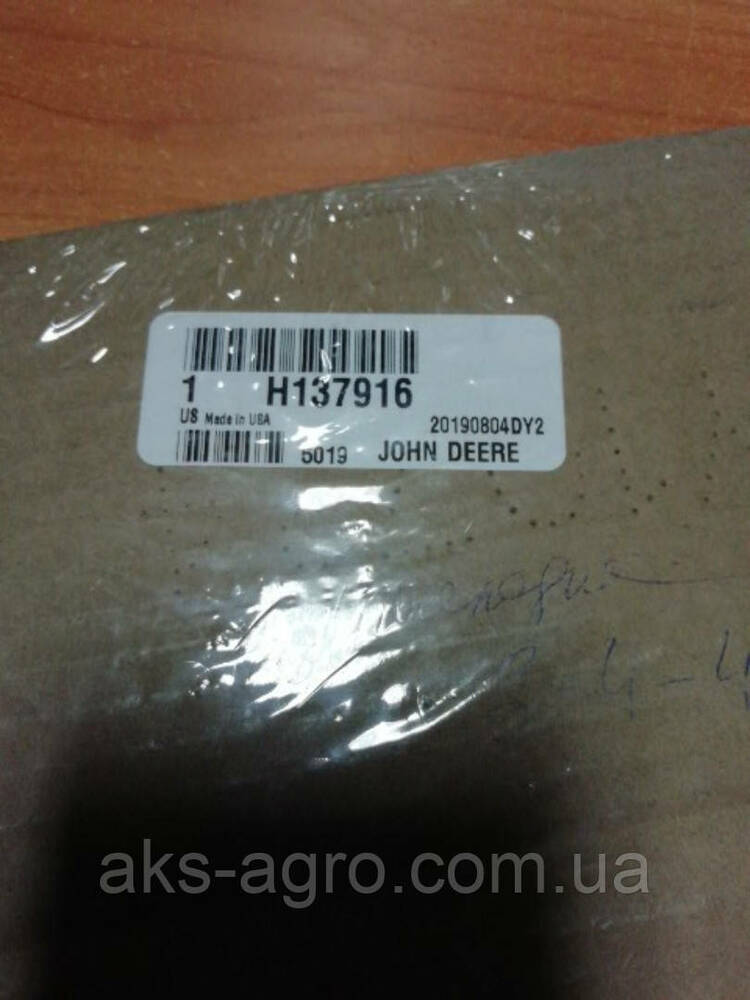 1 H137916
US Made in USA 20190804DY2
5019 JOHN DEERE
aks-agro.com.ua